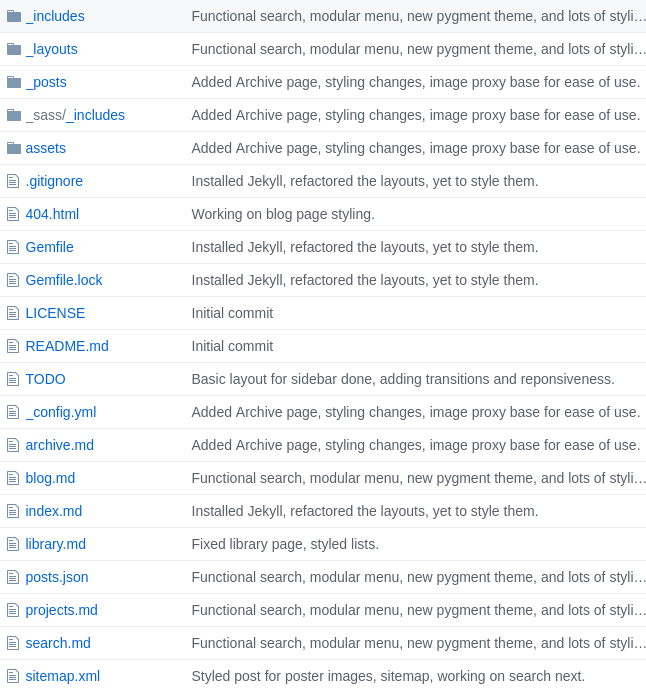 _includes Functional search, modular menu, new pygment theme, and lots of styli…
_layouts Functional search, modular menu, new pygment theme, and lots of styli…
_posts Added Archive page, styling changes, image proxy base for ease of use.
_sass/_includes Added Archive page, styling changes, image proxy base for ease of use.
assets Added Archive page, styling changes, image proxy base for ease of use.
.gitignore Installed Jekyll, refactored the layouts, yet to style them.
404.html Working on blog page styling.
Gemfile Installed Jekyll, refactored the layouts, yet to style them.
Gemfile.lock Installed Jekyll, refactored the layouts, yet to style them.
LICENSE Initial commit
README.md Initial commit
TODO Basic layout for sidebar done, adding transitions and reponsiveness.
_config.yml Added Archive page, styling changes, image proxy base for ease of use.
archive.md Added Archive page, styling changes, image proxy base for ease of use.
blog.md Functional search, modular menu, new pygment theme, and lots of styli…
index.md Installed Jekyll, refactored the layouts, yet to style them.
library.md Fixed library page, styled lists.
posts.json Functional search, modular menu, new pygment theme, and lots of styli…
projects.md Functional search, modular menu, new pygment theme, and lots of styli…
search.md Functional search, modular menu, new pygment theme, and lots of styli…
sitemap.xml Styled post for poster images, sitemap, working on search next.